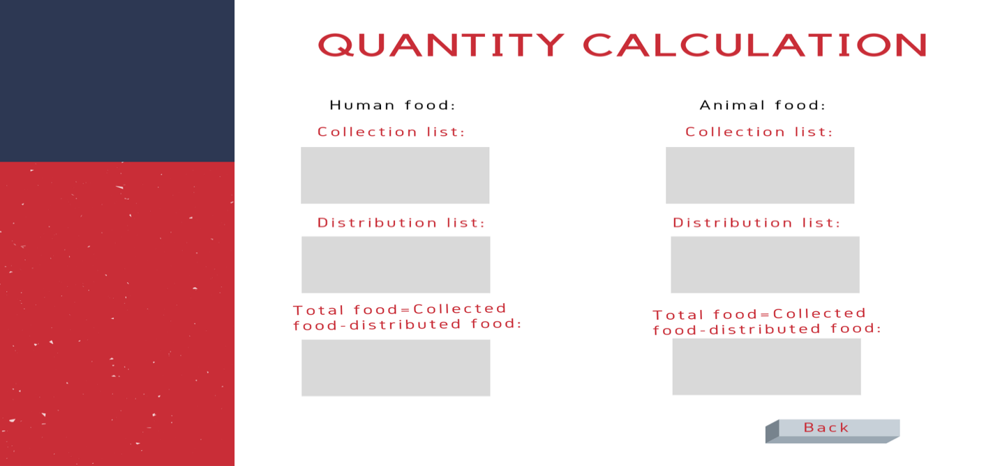 QUANTITY CALCULATION
Human food:
Collection list:
Distribution list:
Total food=Collected
food-distributed food:
Animal food:
Collection list:
Distribution list:
Total food=Collected
food-distributed food:
Back